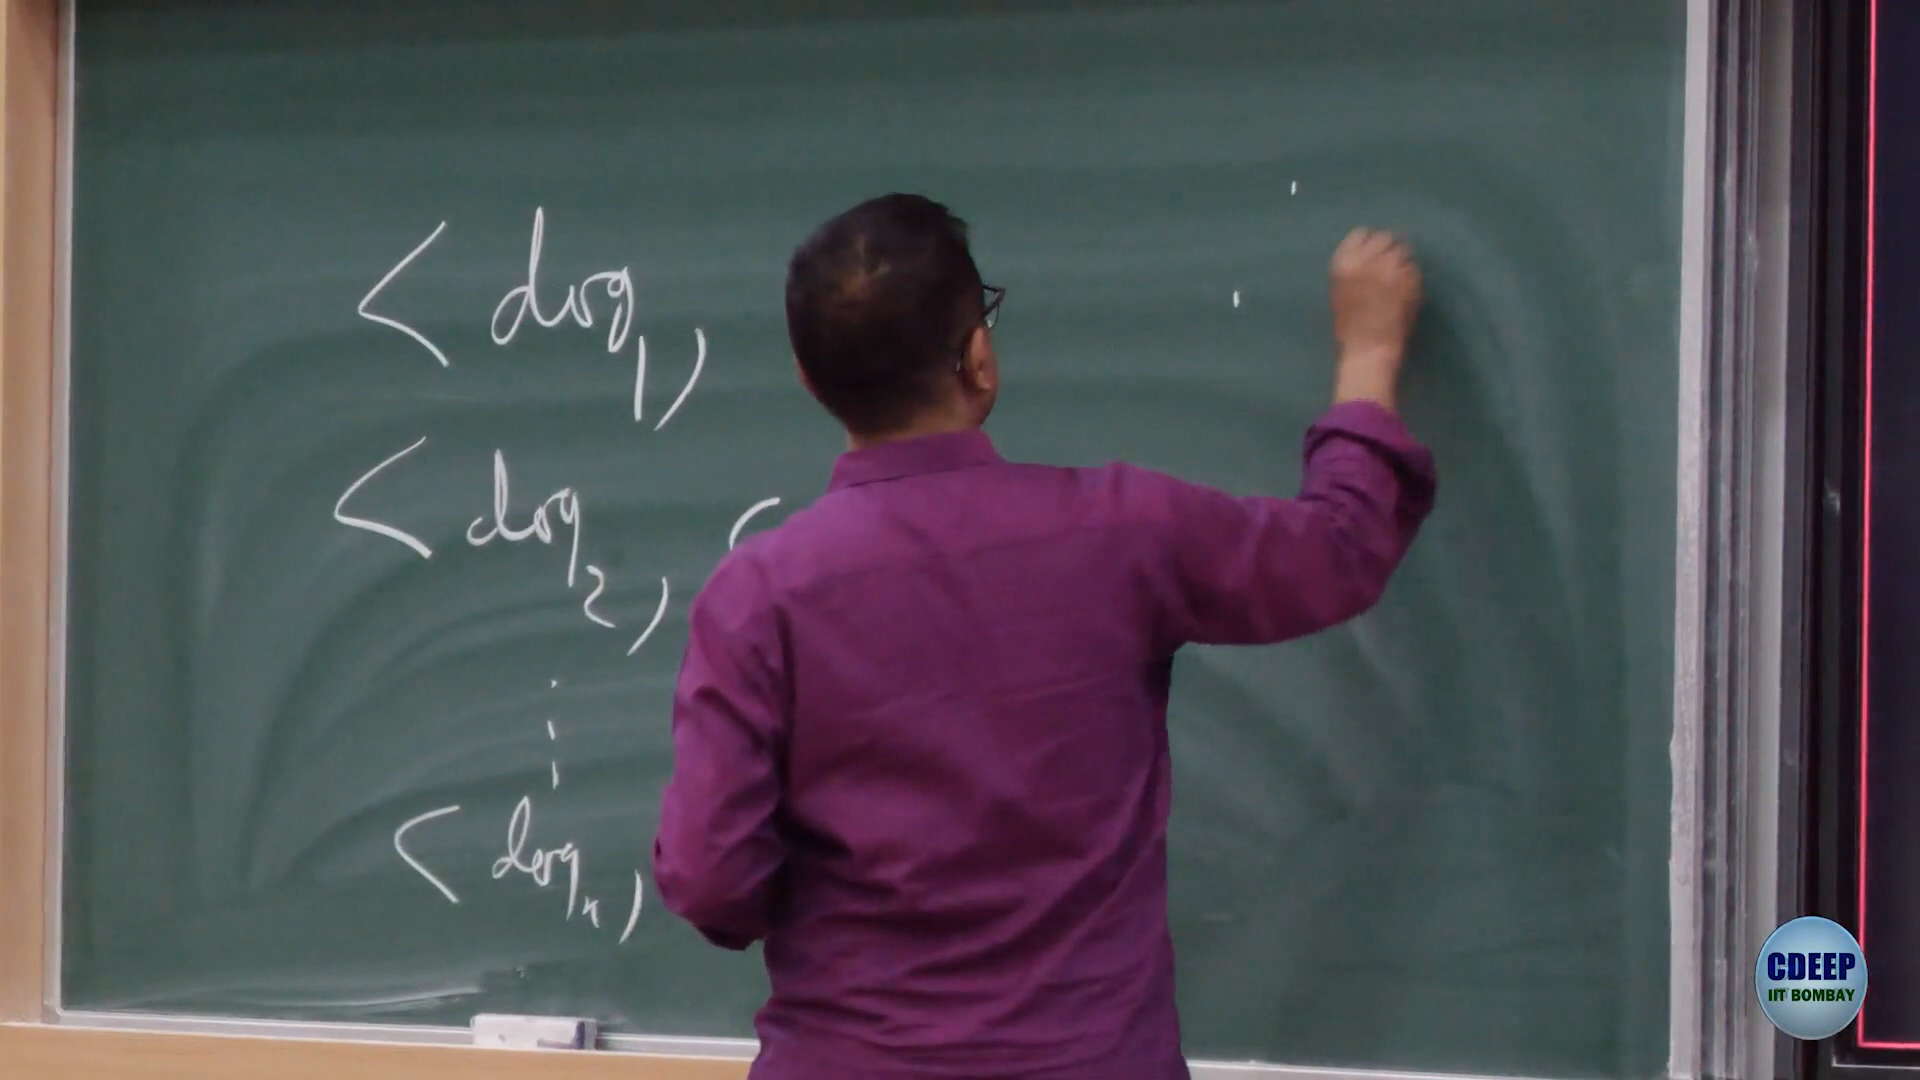 < dog₁,
< dog₂, c
⋮
< dogₙ,
CDEEP
IIT BOMBAY